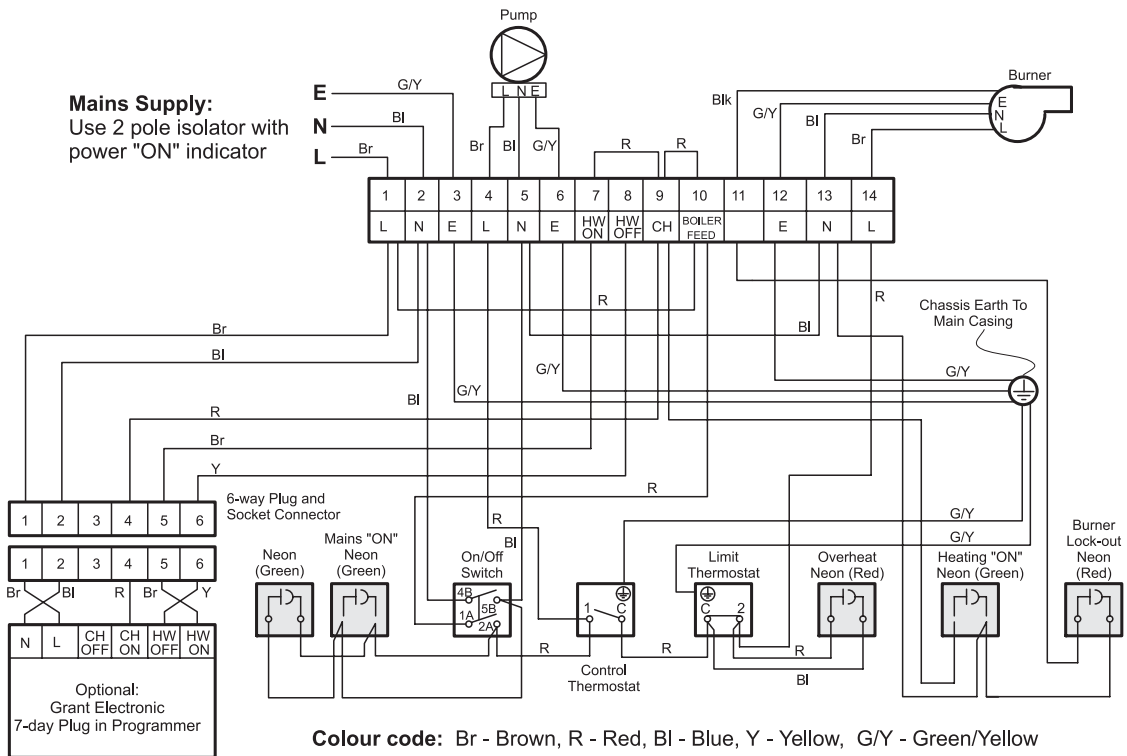 Pump
L N E
Mains Supply:
Use 2 pole isolator with
power "ON" indicator
E
N
L
G/Y
Bl
Br
Br
Bl
G/Y
R
R
Blk
G/Y
Bl
Br
Burner
E
N
L
1 2 3 4 5 6 7 8 9 10 11 12 13 14
L N E L N E HW ON HW OFF CH BOILER FEED E N L
R
R
Chassis Earth To
Main Casing
Br
Bl
Bl
G/Y
G/Y
Bl
G/Y
R
Br
Y
R
6-way Plug and
Socket Connector
1 2 3 4 5 6
1 2 3 4 5 6
Br Bl R Br Y
N L CH OFF CH ON HW OFF HW ON
Optional:
Grant Electronic
7-day Plug in Programmer
R
Bl
G/Y
G/Y
Neon
(Green)
Mains "ON"
Neon
(Green)
On/Off
Switch
4B
1A
5B
2A
1 C
Control
Thermostat
Limit
Thermostat
C 2
Overheat
Neon (Red)
Heating "ON"
Neon (Green)
Burner
Lock-out
Neon
(Red)
R
R
R
Bl
Colour code: Br - Brown, R - Red, Bl - Blue, Y - Yellow, G/Y - Green/Yellow